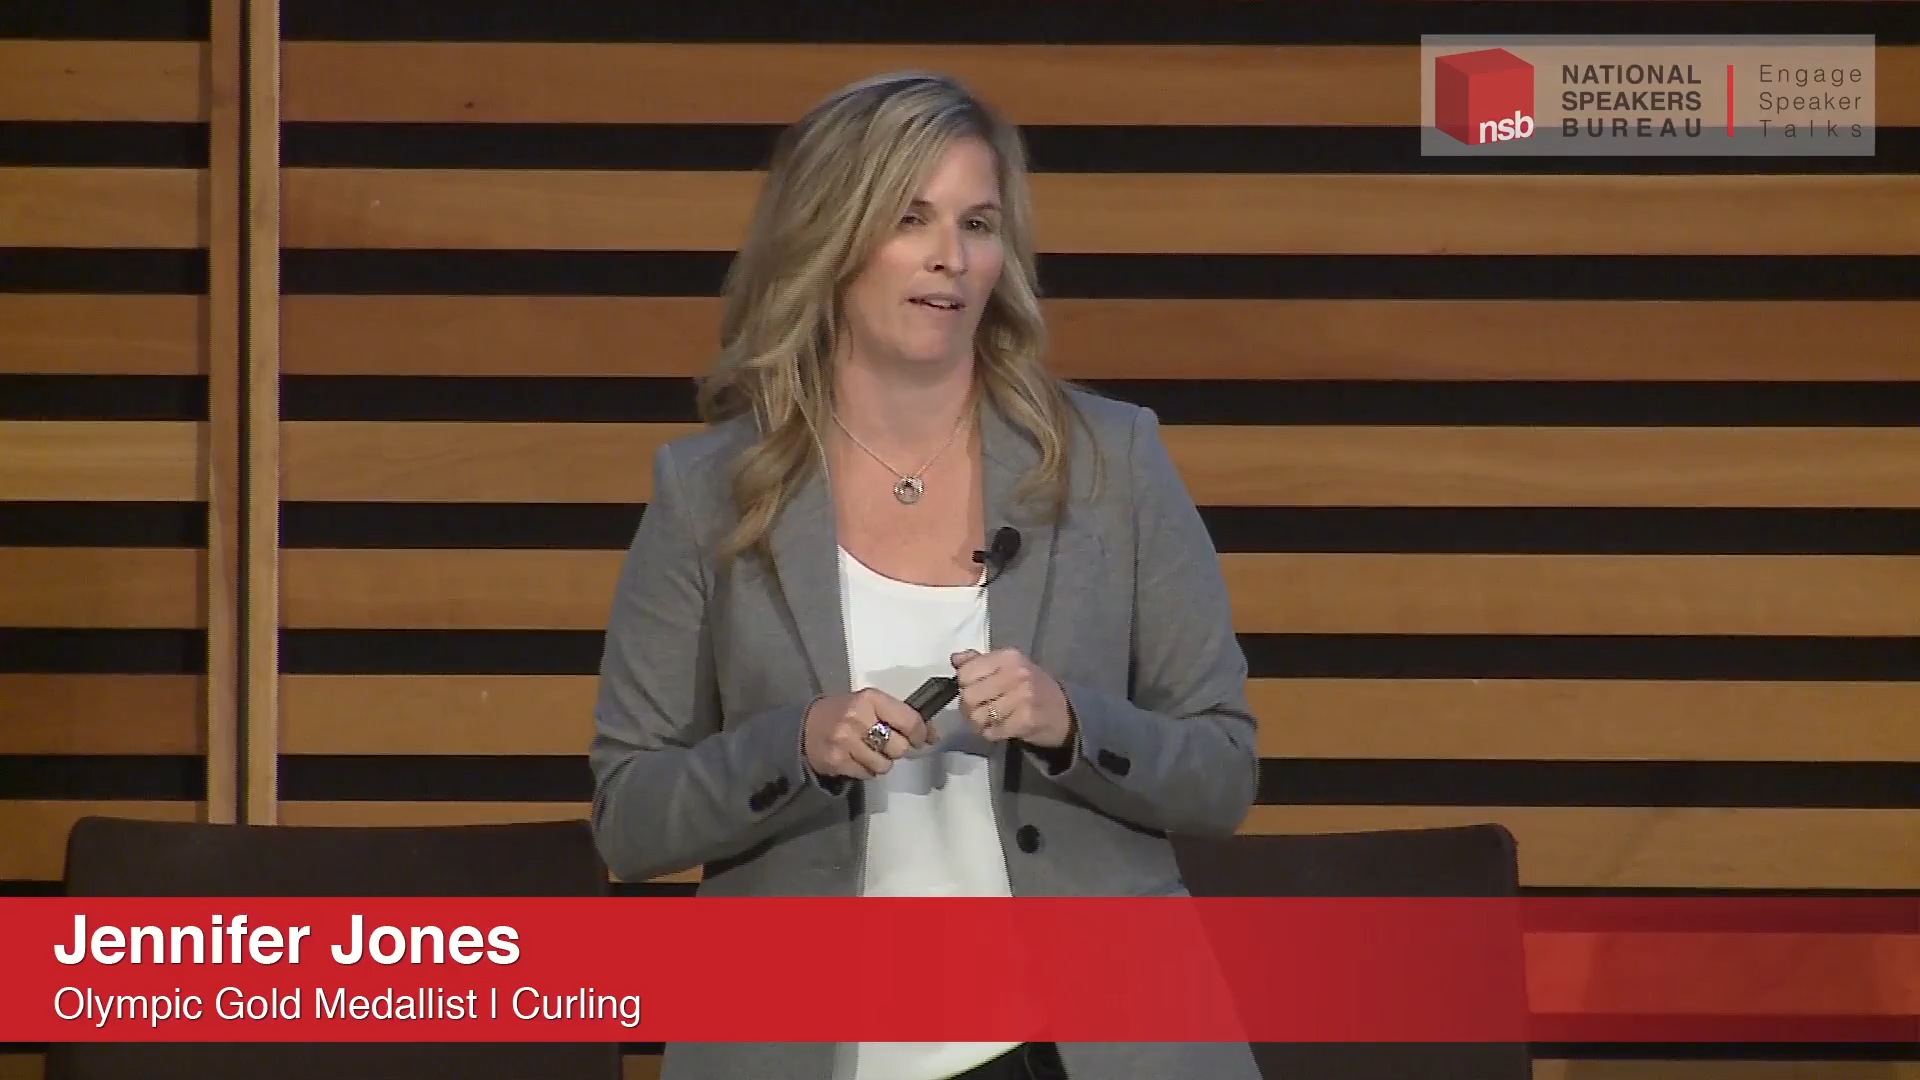 nsb
NATIONAL
SPEAKERS
BUREAU
Engage
Speaker
Talks
Jennifer Jones
Olympic Gold Medallist | Curling